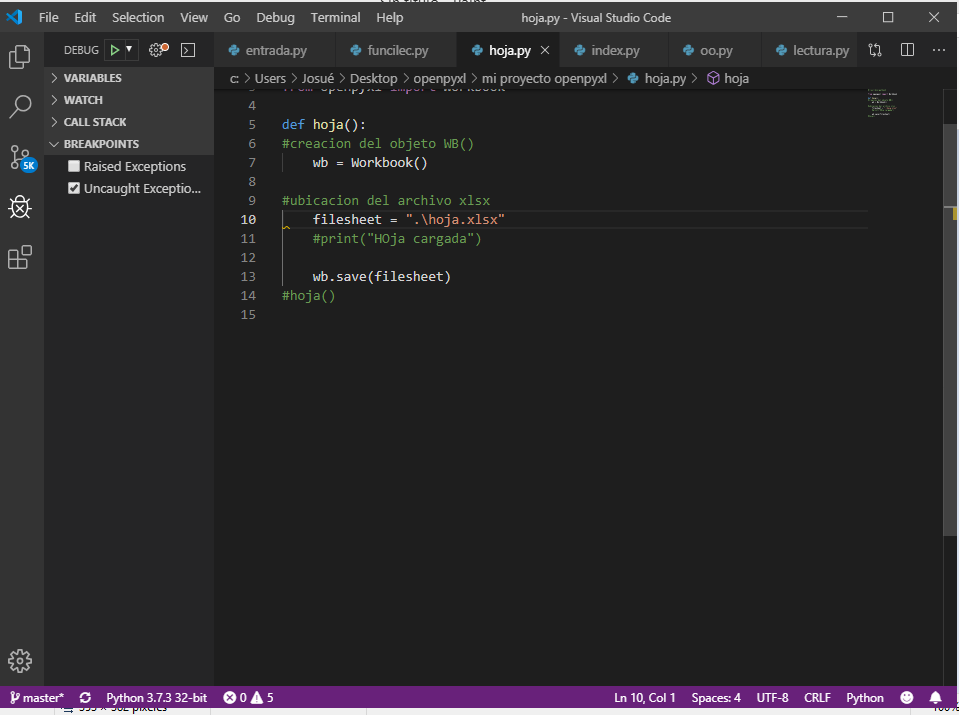 File Edit Selection View Go Debug Terminal Help hoja.py - Visual Studio Code
DEBUG
entrada.py funcilec.py hoja.py index.py oo.py lectura.py
VARIABLES
WATCH
CALL STACK
BREAKPOINTS
Raised Exceptions
Uncaught Exceptio...
5K
c: > Users > Josué > Desktop > openpyxl > mi proyecto openpyxl > hoja.py > hoja
from openpyxl import Workbook
4
5 def hoja():
6 #creacion del objeto WB()
7 wb = Workbook()
8
9 #ubicacion del archivo xlsx
10 filesheet = ".\hoja.xlsx"
11 #print("HOja cargada")
12
13 wb.save(filesheet)
14 #hoja()
15
master* Python 3.7.3 32-bit 0 5 Ln 10, Col 1 Spaces: 4 UTF-8 CRLF Python